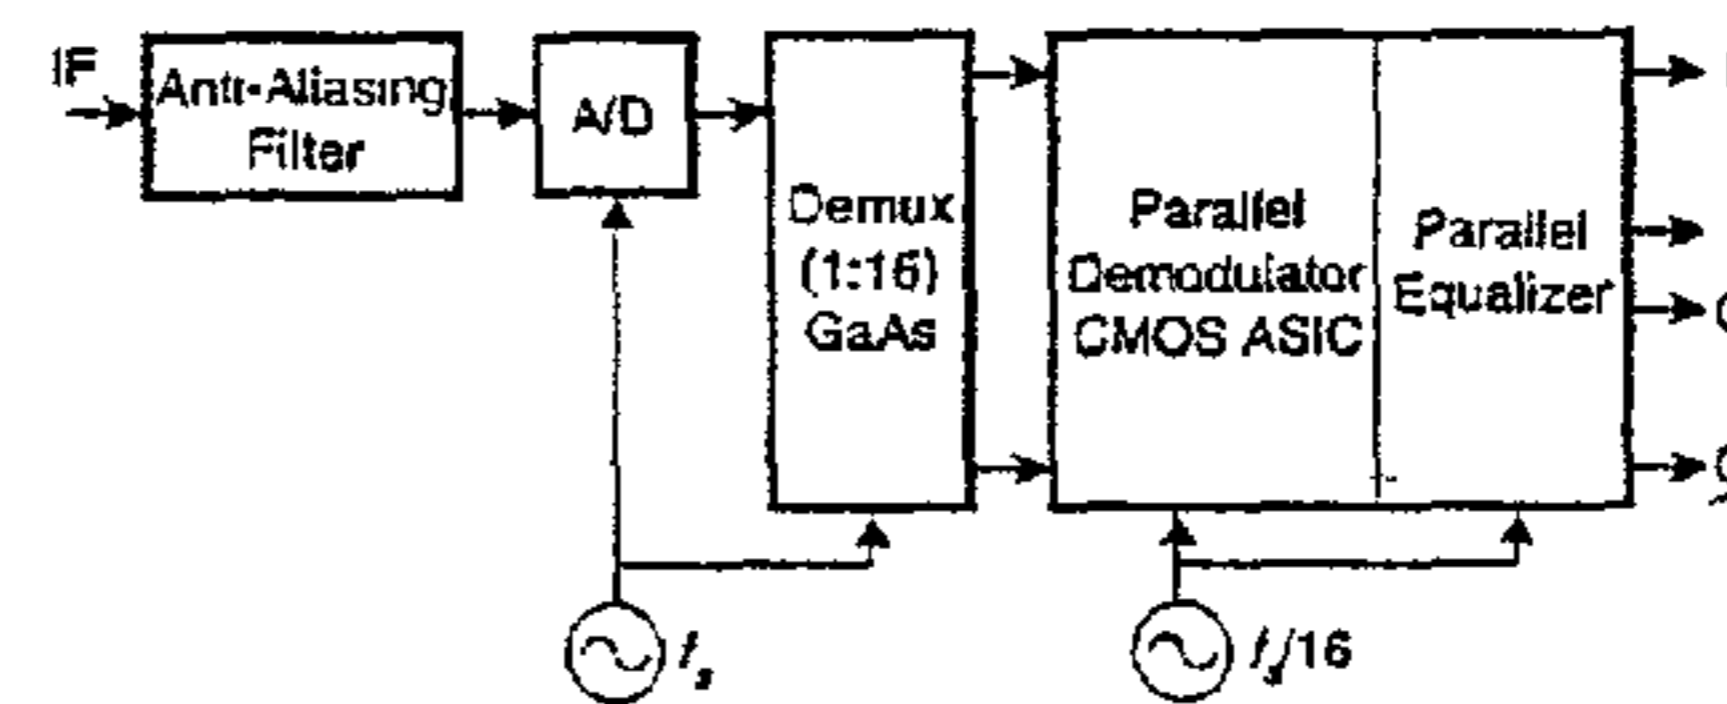 IF
Anti-Aliasing
Filter
A/D
Demux
(1:16)
GaAs
Parallel
Demodulator
CMOS ASIC
Parallel
Equalizer
fs
fs/16